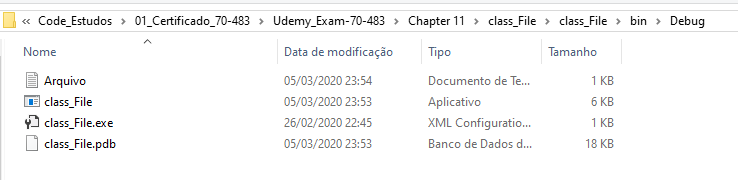 « Code_Estudos › 01_Certificado_70-483 › Udemy_Exam-70-483 › Chapter 11 › class_File › class_File › bin › Debug
Nome Data de modificação Tipo Tamanho
Arquivo 05/03/2020 23:54 Documento de Te... 1 KB
class_File 05/03/2020 23:53 Aplicativo 6 KB
class_File.exe 26/02/2020 22:45 XML Configuratio... 1 KB
class_File.pdb 05/03/2020 23:53 Banco de Dados d... 18 KB